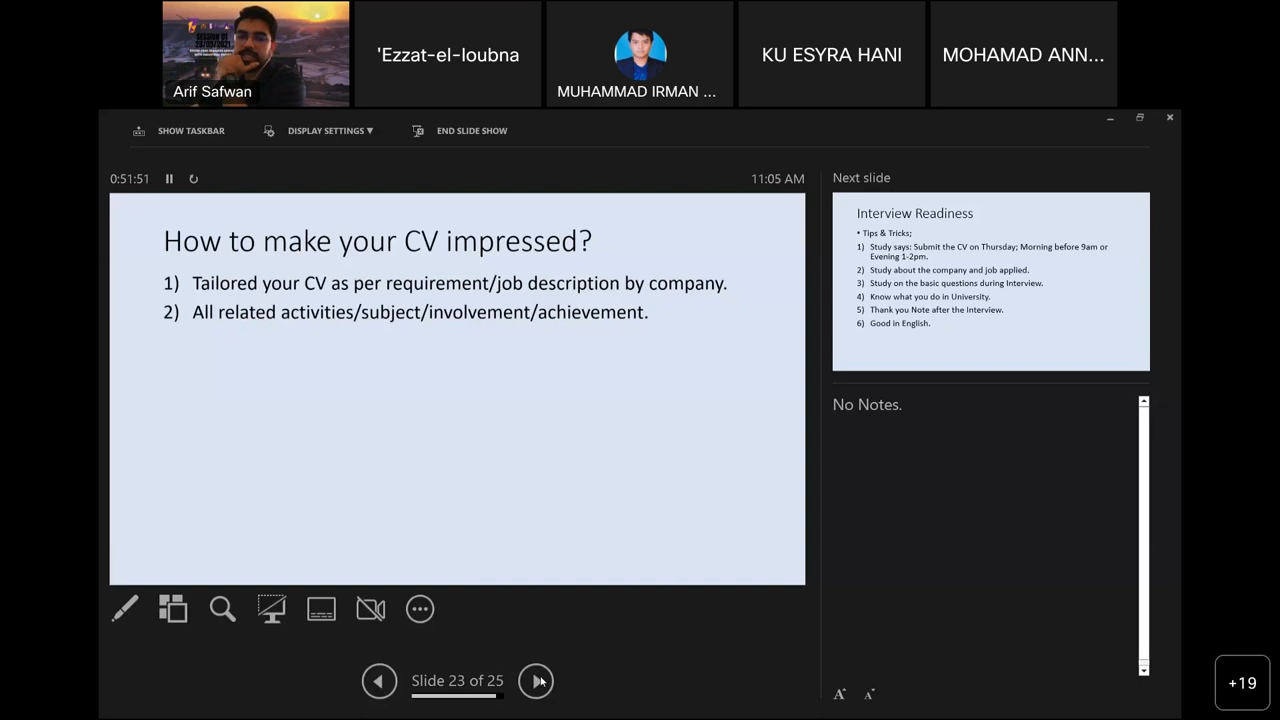 Arif Safwan
'Ezzat-el-loubna
MUHAMMAD IRMAN ...
KU ESYRA HANI
MOHAMAD ANN...
SHOW TASKBAR
DISPLAY SETTINGS ▼
END SLIDE SHOW
0:51:51
11:05 AM
How to make your CV impressed?
1) Tailored your CV as per requirement/job description by company.
2) All related activities/subject/involvement/achievement.
Next slide
Interview Readiness
• Tips & Tricks;
1) Study says: Submit the CV on Thursday; Morning before 9am or
Evening 1-2pm.
2) Study about the company and job applied.
3) Study on the basic questions during Interview.
4) Know what you do in University.
5) Thank you Note after the Interview.
6) Good in English.
No Notes.
Slide 23 of 25
A A
+19